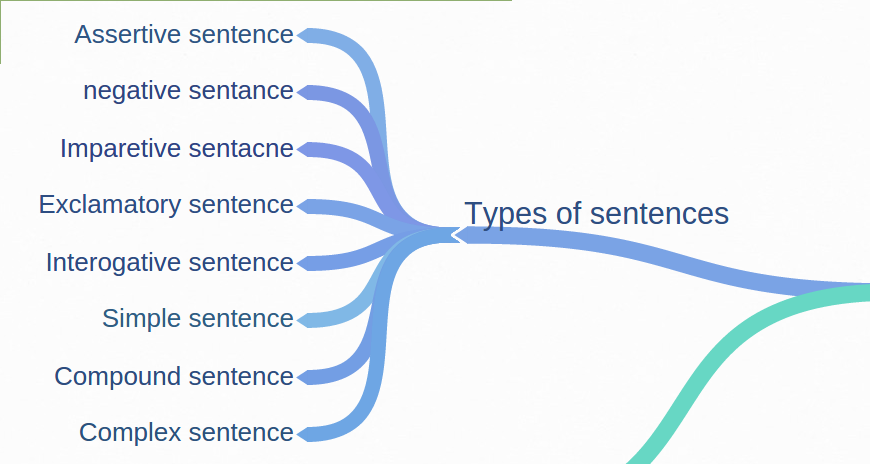 Assertive sentence
negative sentance
Imparetive sentacne
Exclamatory sentence
Types of sentences
Interogative sentence
Simple sentence
Compound sentence
Complex sentence